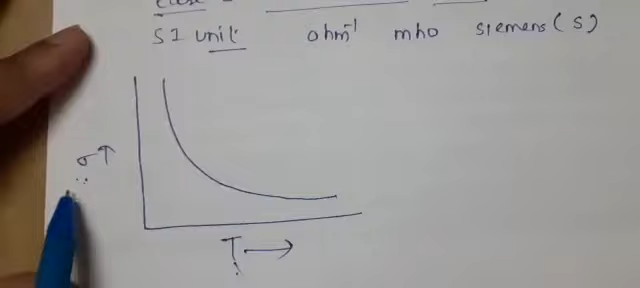 SI unit ohm⁻¹ mho siemens (S)
σ↑
T→